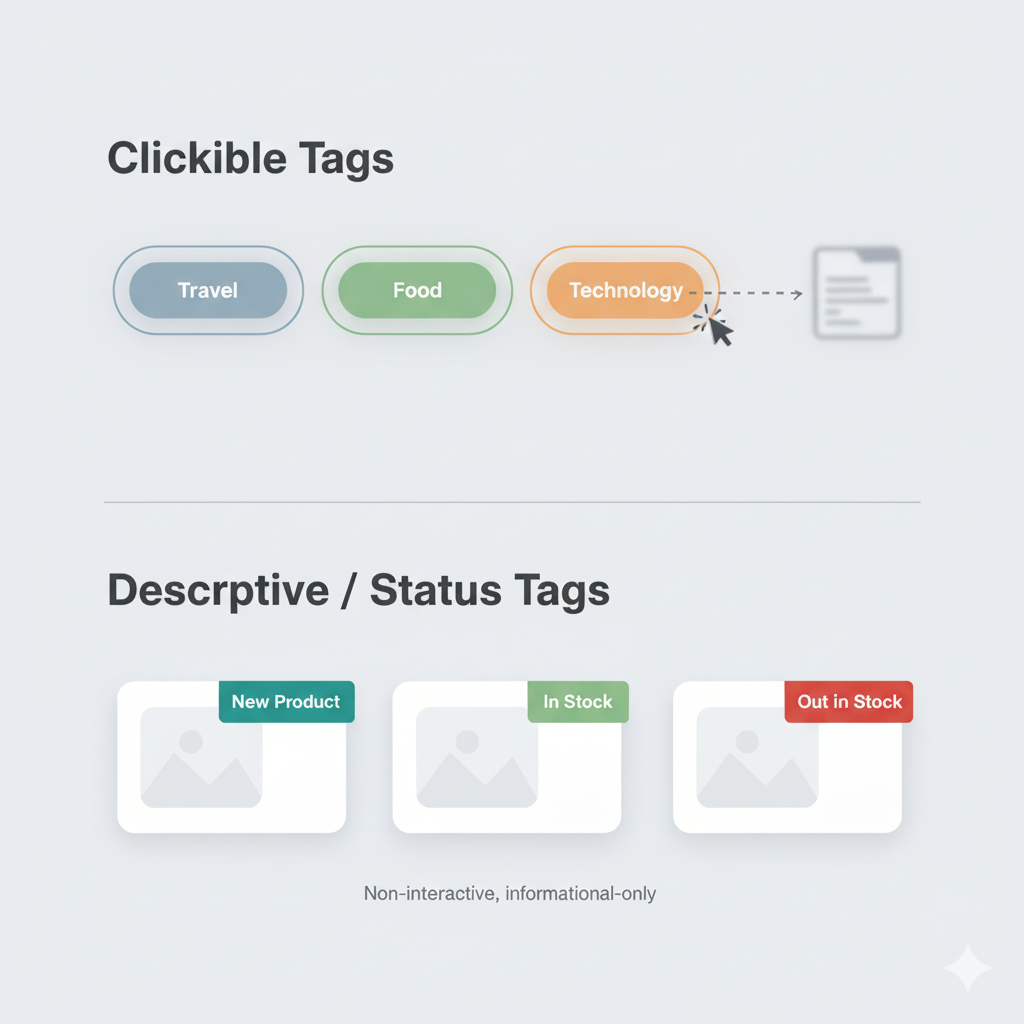 Clickible Tags
Travel
Food
Technology
Descrptive / Status Tags
New Product
In Stock
Out in Stock
Non-interactive, informational-only